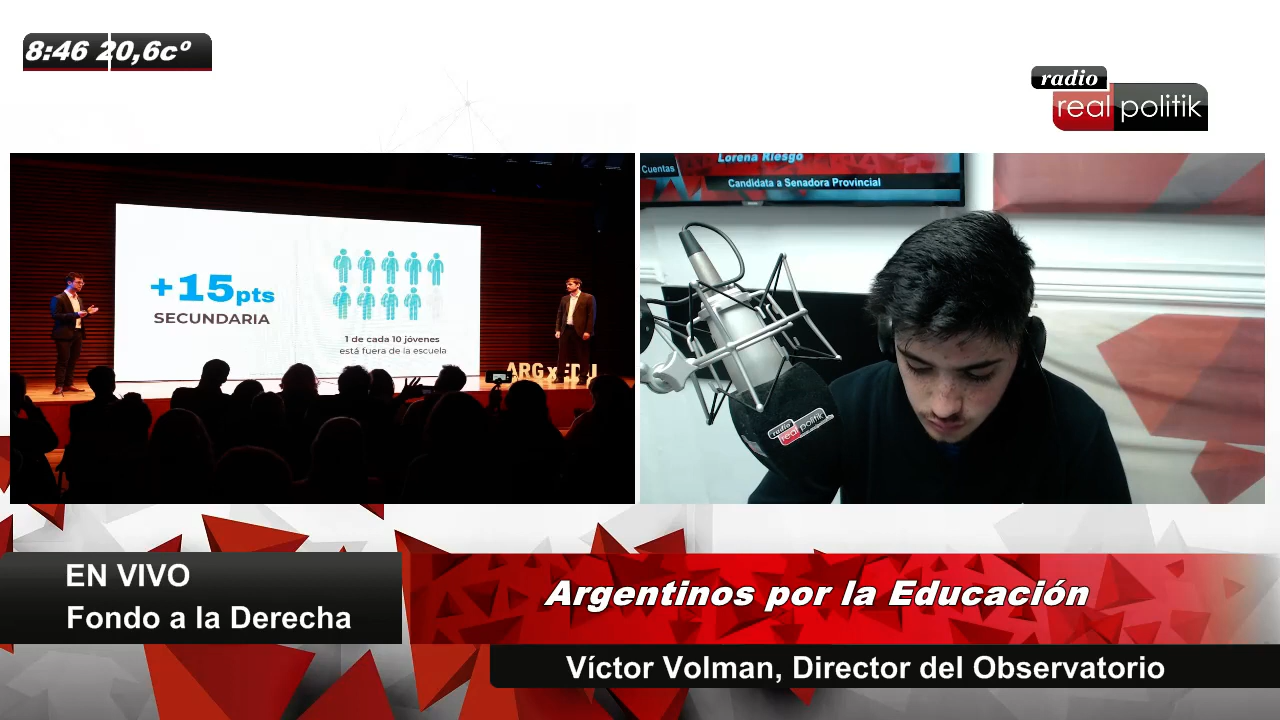 8:46 20,6cº
radio
real politik
Lorena Riesgo
Cuentas
Candidata a Senadora Provincial
+15pts
SECUNDARIA
1 de cada 10 jóvenes
está fuera de la escuela
ARGxEDU
radio
real politik
EN VIVO
Fondo a la Derecha
Argentinos por la Educación
Víctor Volman, Director del Observatorio